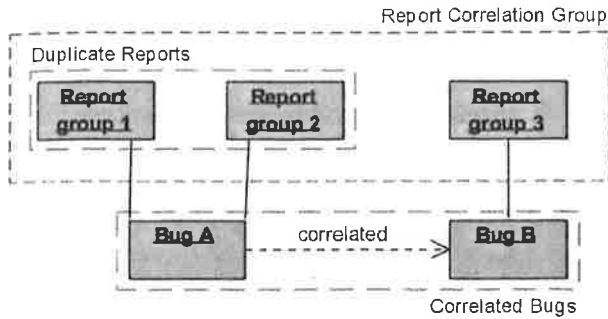 Report Correlation Group
Duplicate Reports
Report
group 1
Report
group 2
Report
group 3
Bug A
correlated
Bug B
Correlated Bugs